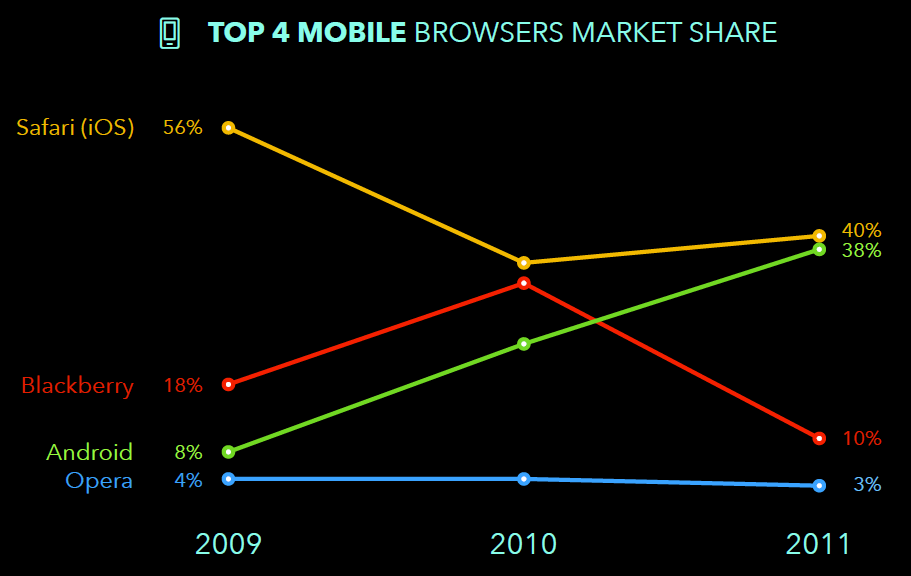 TOP 4 MOBILE BROWSERS MARKET SHARE
Safari (iOS) 56%
40%
38%
Blackberry 18%
10%
Android 8%
Opera 4%
3%
2009 2010 2011